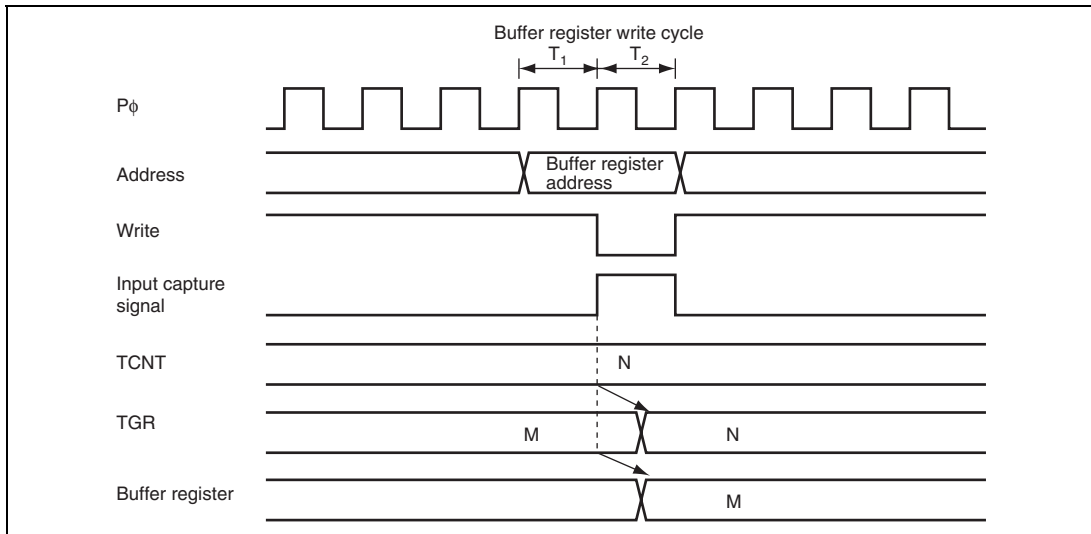 Buffer register write cycle
T1 T2
Pϕ
Address
Buffer register
address
Write
Input capture
signal
TCNT
N
TGR
M
N
Buffer register
M